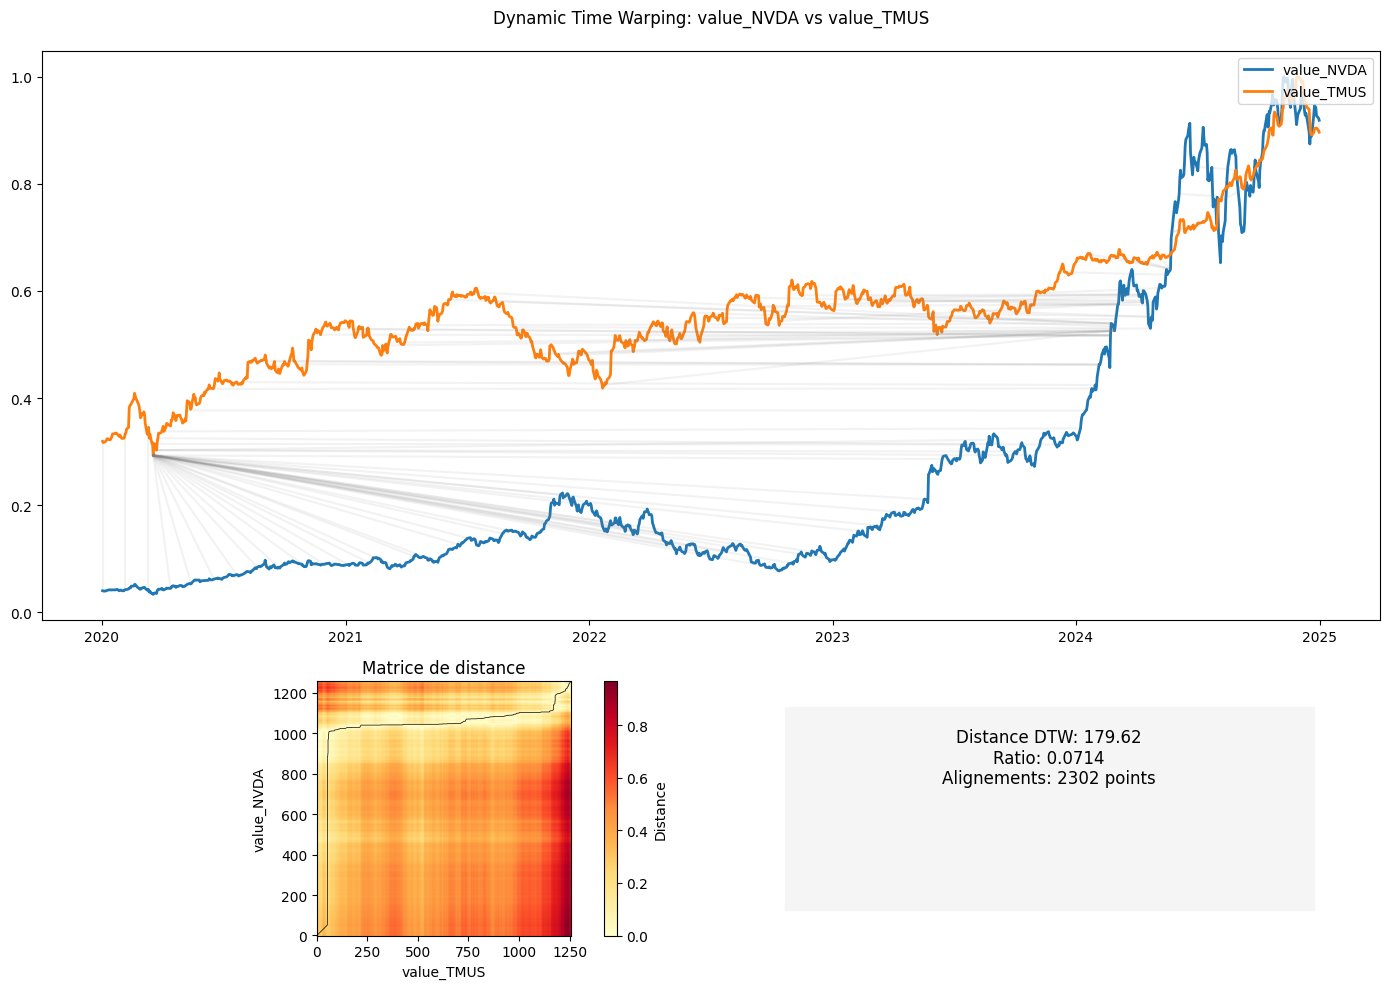 Dynamic Time Warping: value_NVDA vs value_TMUS
value_NVDA
value_TMUS
1.0
0.8
0.6
0.4
0.2
0.0
2020 2021 2022 2023 2024 2025
Matrice de distance
value_NVDA
1200
1000
800
600
400
200
0
0 250 500 750 1000 1250
value_TMUS
0.8
0.6
0.4
0.2
0.0
Distance
Distance DTW: 179.62
Ratio: 0.0714
Alignements: 2302 points